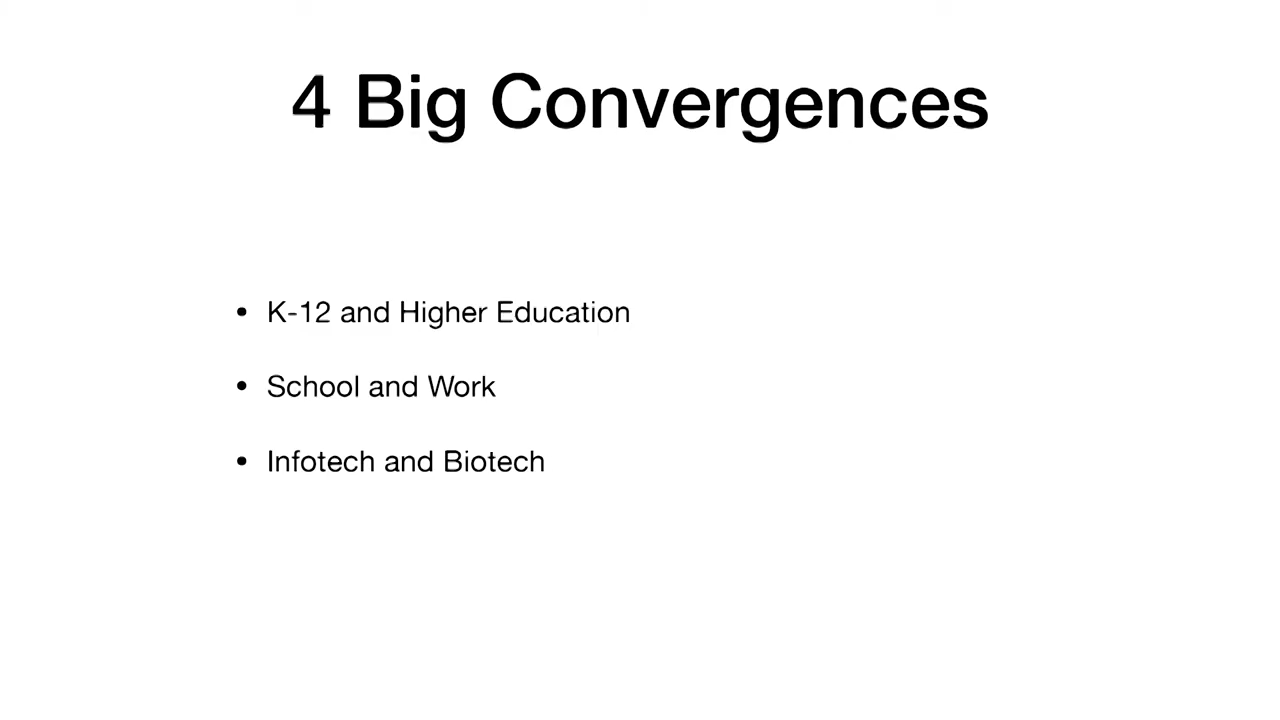 4 Big Convergences
• K-12 and Higher Education
• School and Work
• Infotech and Biotech